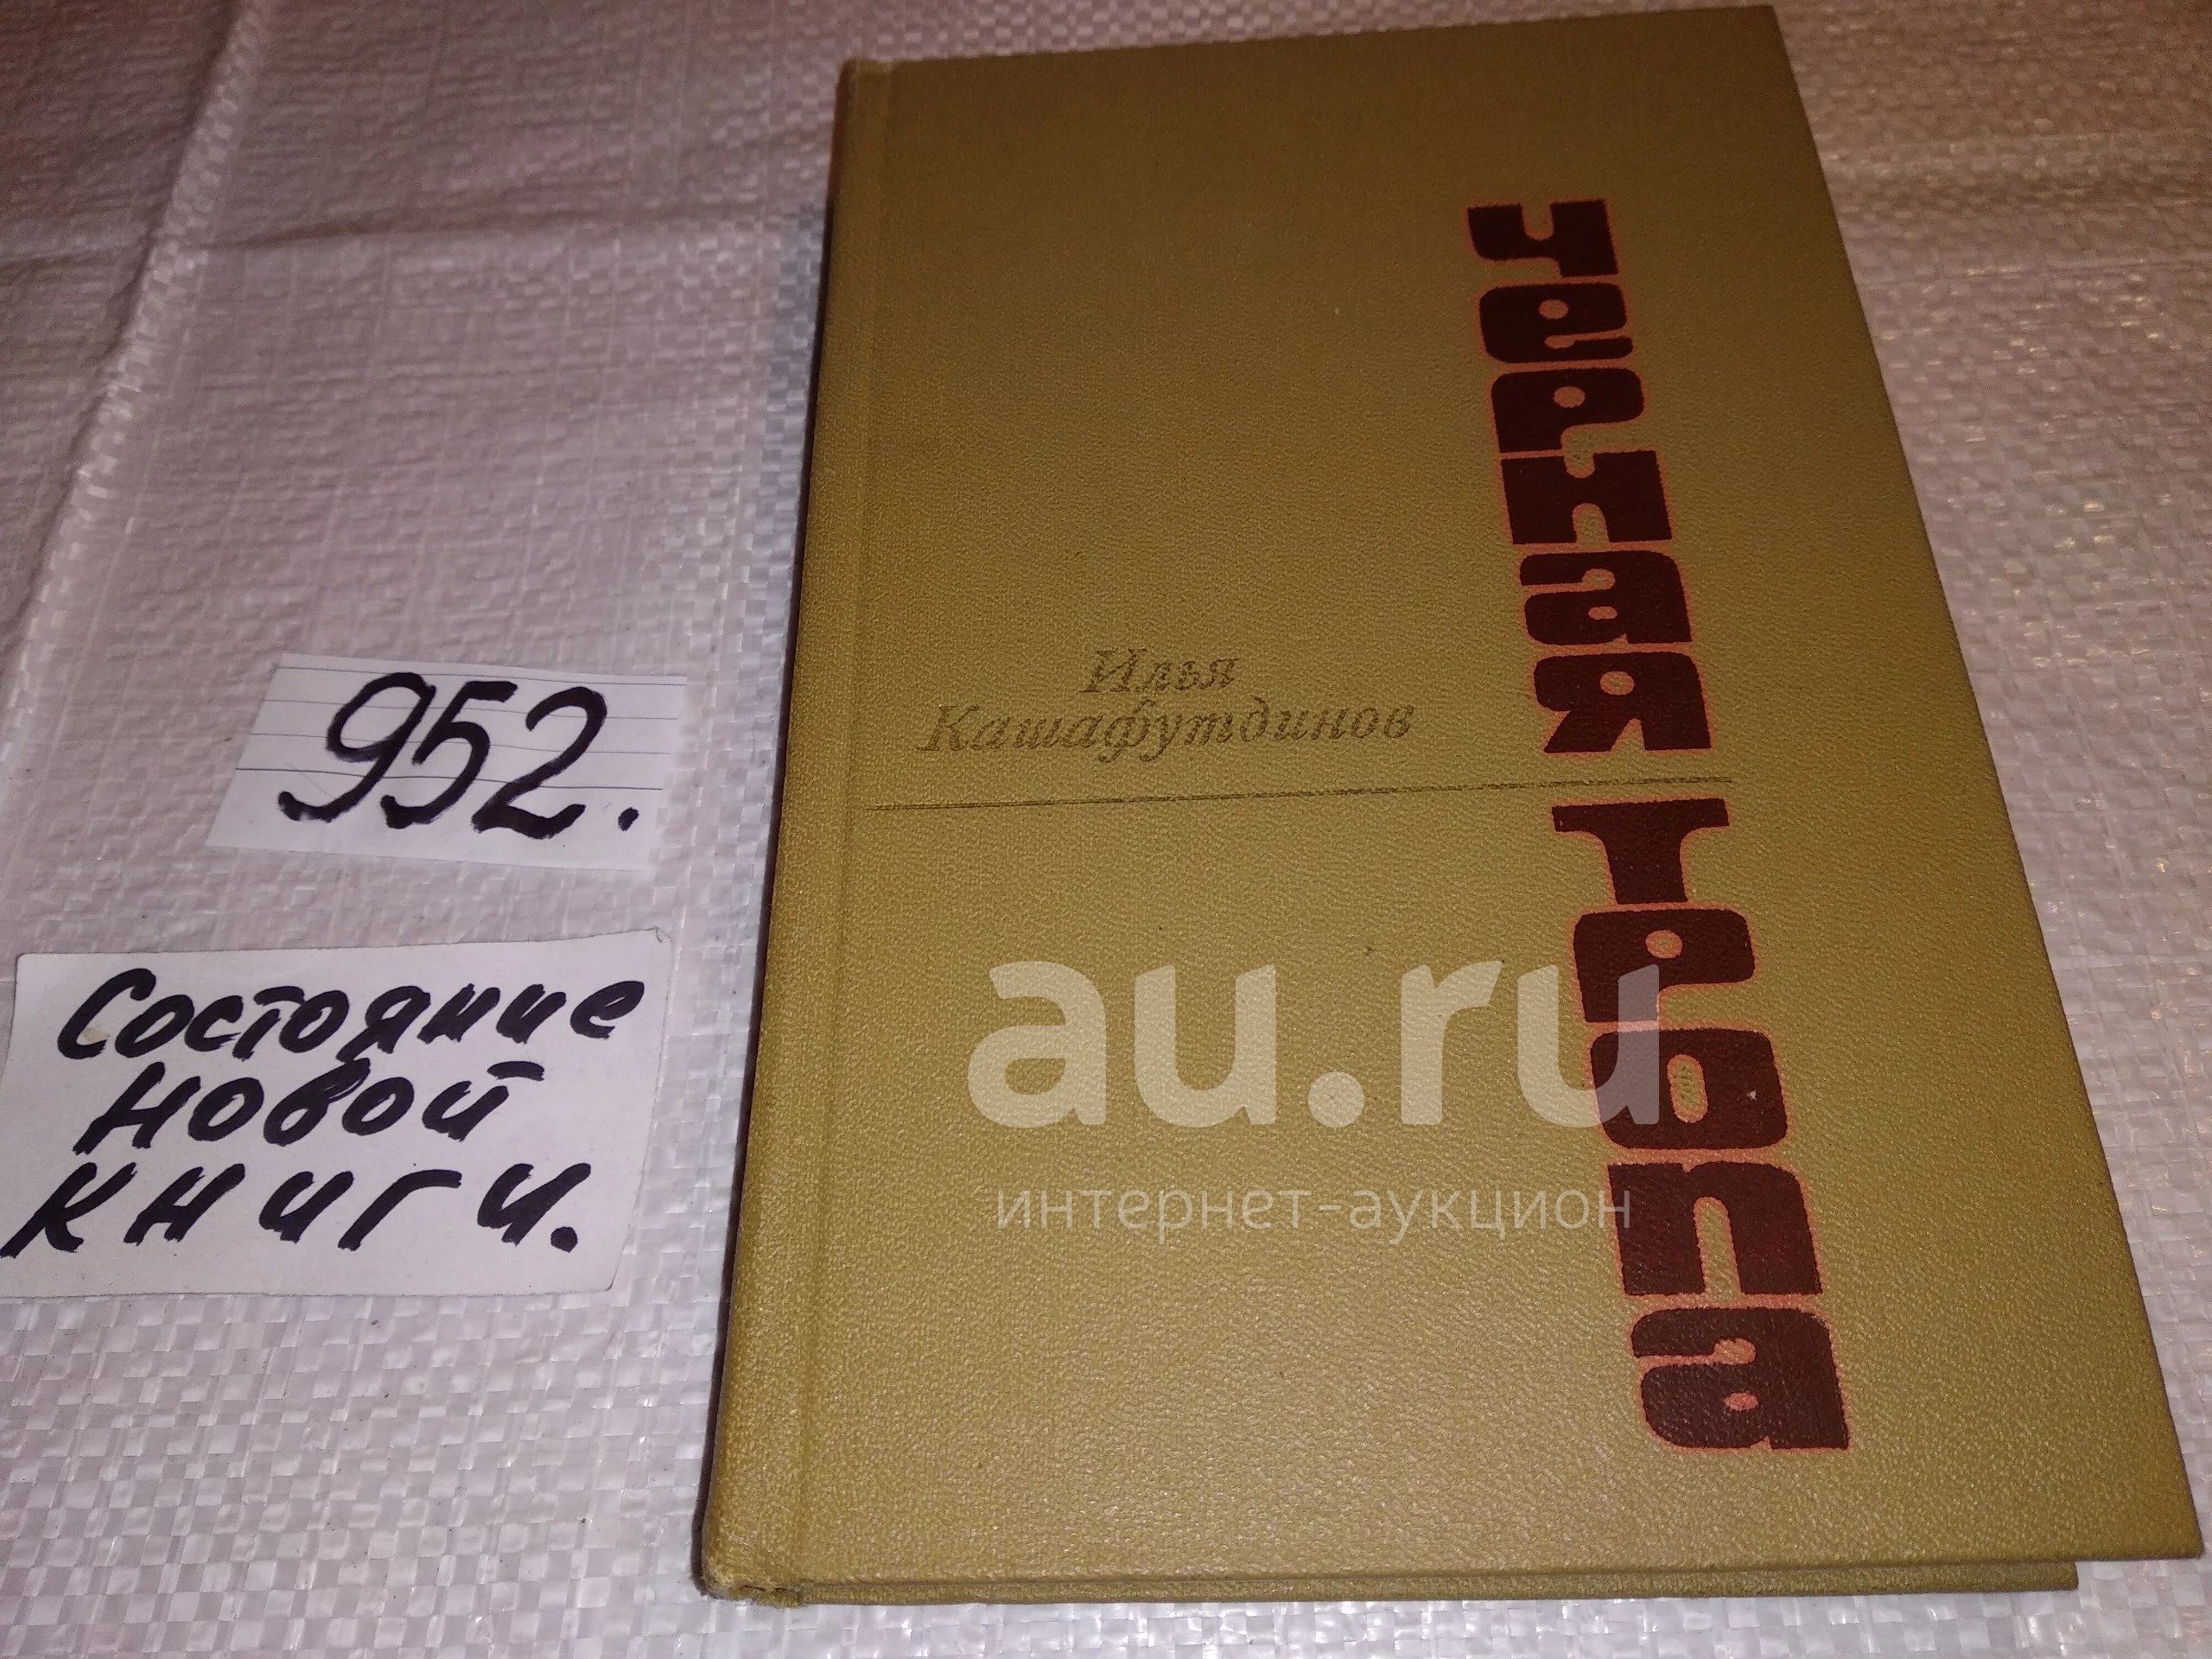 952.
Состояние
новой
книги.
Илья
Кашафутдинов
черная
тропа
au.ru
интернет-аукцион